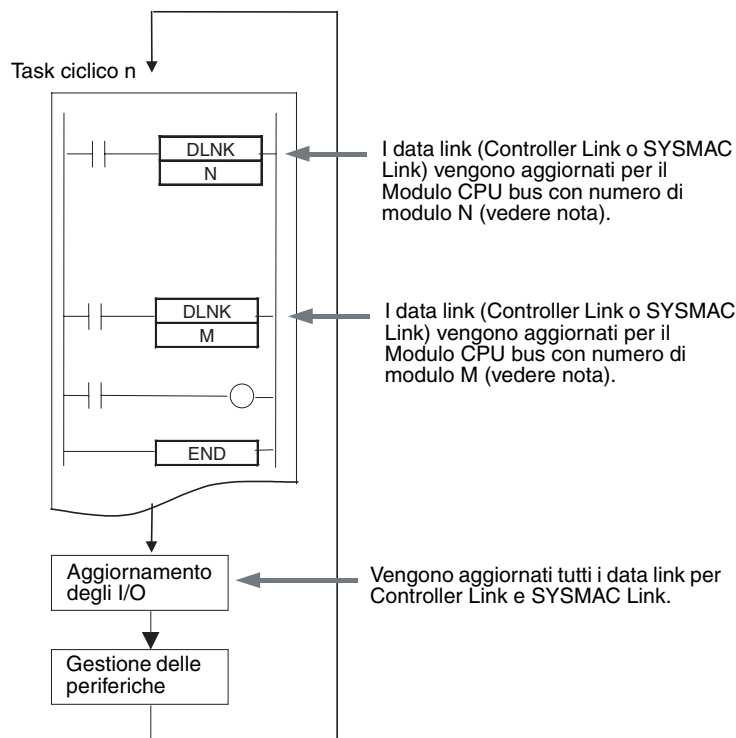 Task ciclico n
DLNK
N
I data link (Controller Link o SYSMAC
Link) vengono aggiornati per il
Modulo CPU bus con numero di
modulo N (vedere nota).
DLNK
M
I data link (Controller Link o SYSMAC
Link) vengono aggiornati per il
Modulo CPU bus con numero di
modulo M (vedere nota).
END
Aggiornamento
degli I/O
Vengono aggiornati tutti i data link per
Controller Link e SYSMAC Link.
Gestione delle
periferiche